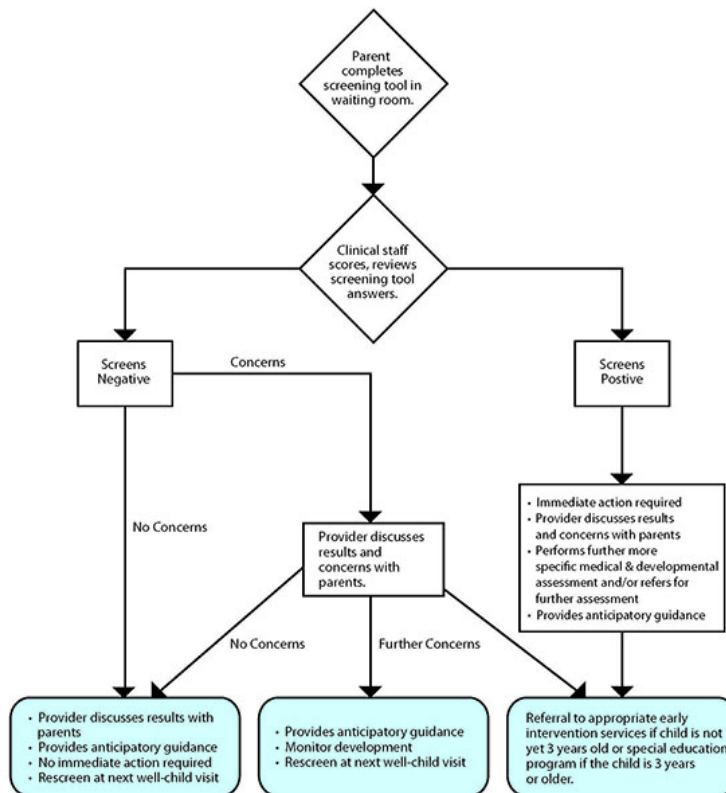 Parent
completes
screening tool in
waiting room.
Clinical staff
scores, reviews
screening tool
answers.
Screens
Negative
Concerns
Screens
Postive
No Concerns
• Immediate action required
• Provider discusses results
and concerns with parents
• Performs further more
specific medical & developmental
assessment and/or refers for
further assessment
• Provides anticipatory guidance
Provider discusses
results and
concerns with
parents.
No Concerns
Further Concerns
• Provider discusses results with
parents
• Provides anticipatory guidance
• No immediate action required
• Rescreen at next well-child visit
• Provides anticipatory guidance
• Monitor development
• Rescreen at next well-child visit
Referral to appropriate early
intervention services if child is not
yet 3 years old or special education
program if the child is 3 years
or older.